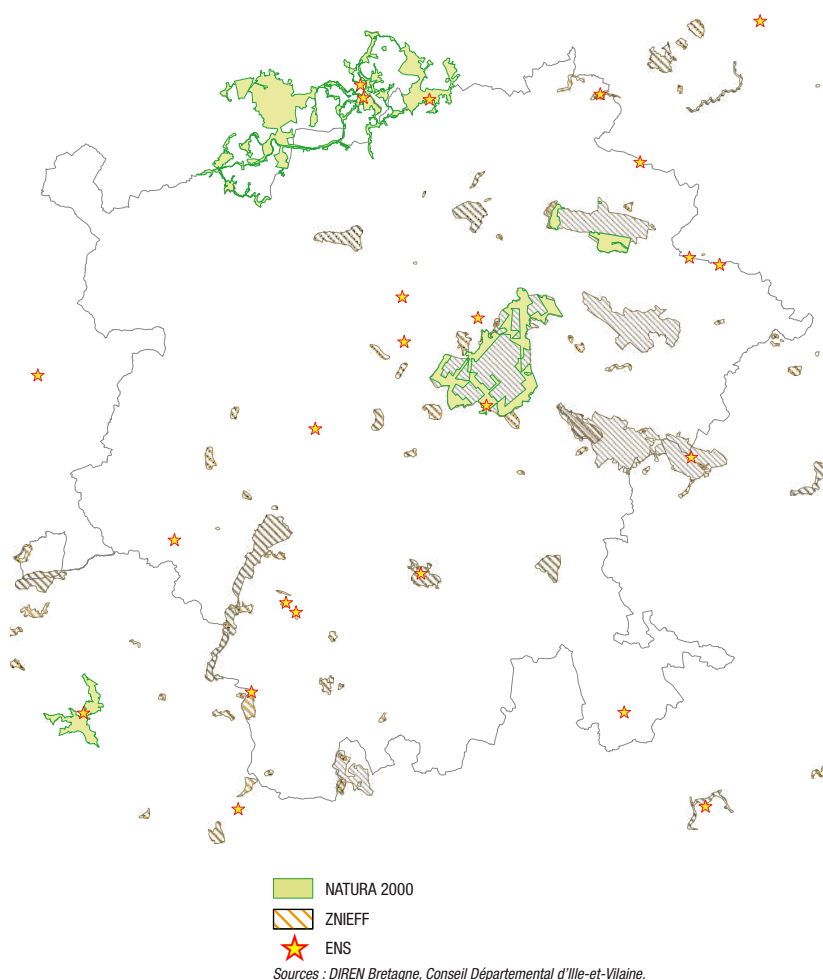 NATURA 2000
ZNIEFF
ENS
Sources : DIREN Bretagne, Conseil Départemental d'Ille-et-Vilaine.